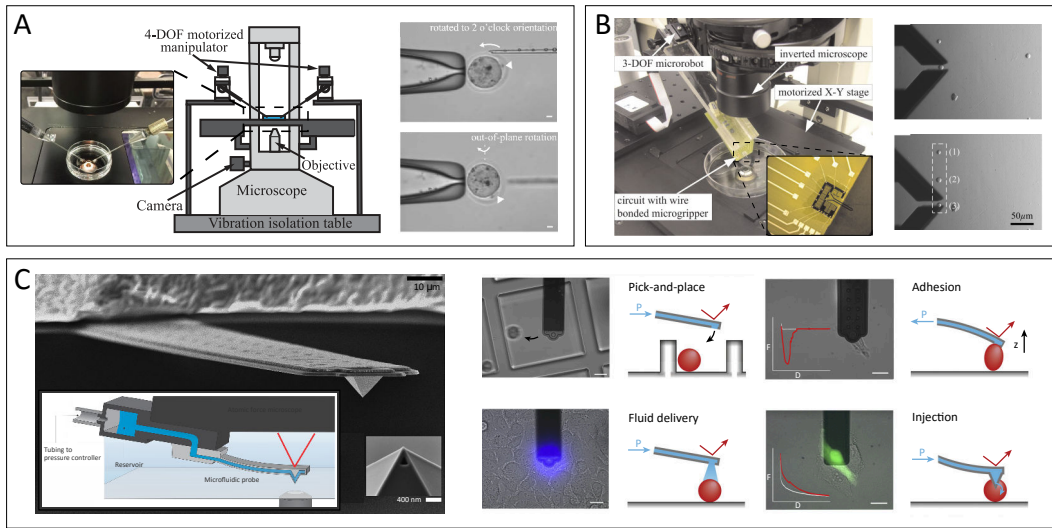 A
4-DOF motorized
manipulator
Objective
Camera
Microscope
Vibration isolation table
rotated to 2 o'clock orientation
out-of-plane rotation
B
3-DOF microrobot
inverted microscope
motorized X-Y stage
circuit with wire
bonded microgripper
(1)
(2)
(3)
50μm
C
10 μm
Tubing to
pressure controller
Reservoir
Microfluidic probe
400 nm
Pick-and-place
P
F
D
Adhesion
P
z
Fluid delivery
P
F
D
Injection
P